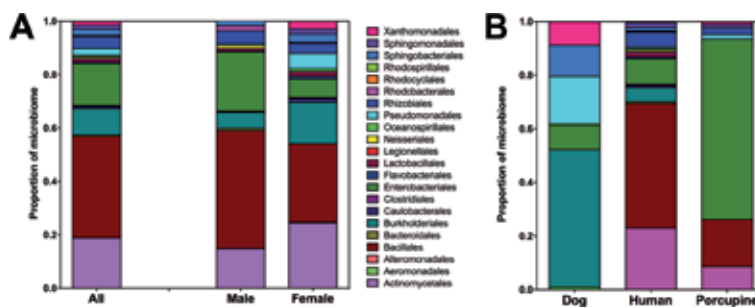 A
Proportion of microbiome
1.0
0.8
0.6
0.4
0.2
0.0
All
Male
Female
Xanthomonadales
Sphingomonadales
Sphingobacteriales
Rhodospirillales
Rhodocyclales
Rhodobacterales
Rhizobiales
Pseudomonadales
Oceanospirillales
Neisseriales
Legionellales
Lactobacillales
Flavobacteriales
Enterobacteriales
Clostridiales
Caulobacterales
Burkholderiales
Bacteroidales
Bacillales
Alteromonadales
Aeromonadales
Actinomycetales
B
Proportion of microbiome
1.0
0.8
0.6
0.4
0.2
0.0
Dog
Human
Porcupine